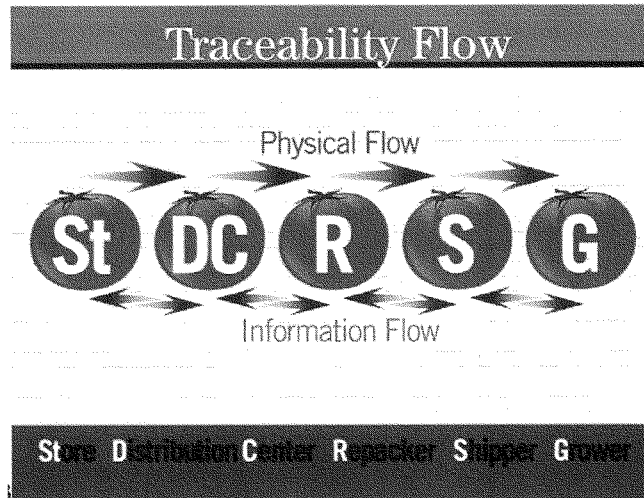 Traceability Flow
Physical Flow
St DC R S G
Information Flow
Store Distribution Center Repacker Shipper Grower